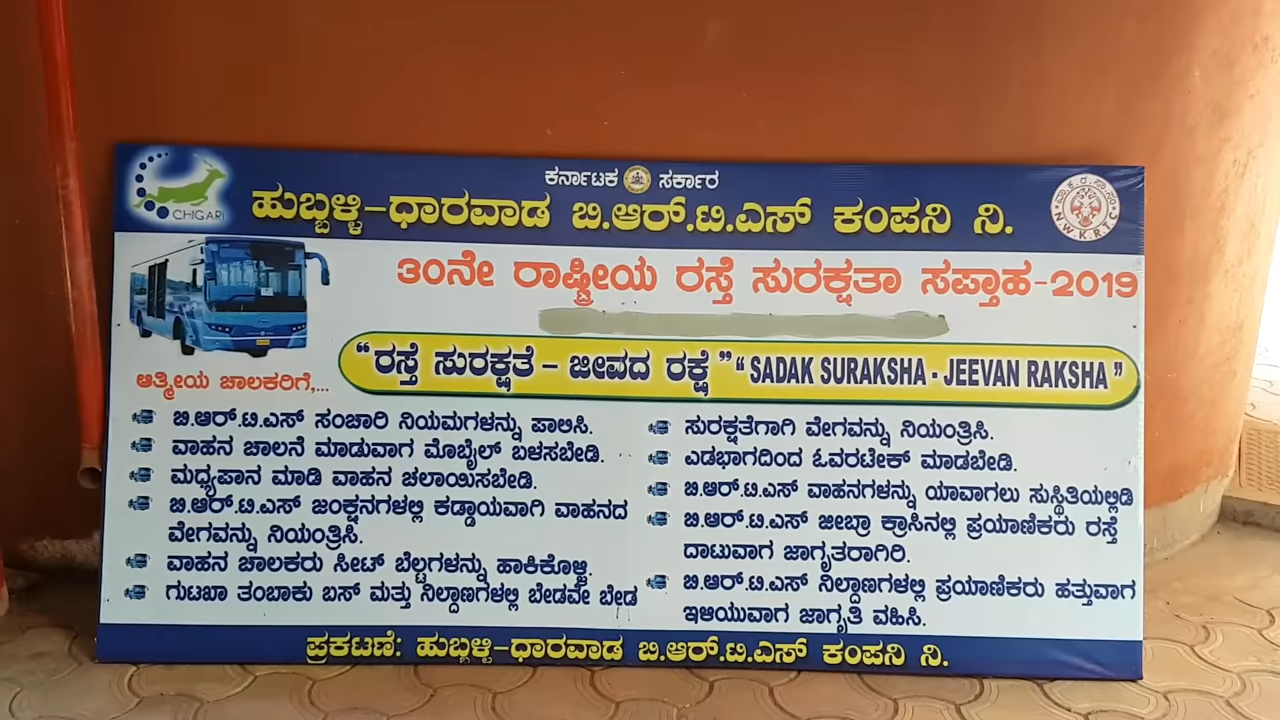 ಕರ್ನಾಟಕ ಸರ್ಕಾರ
CHIGARI
ಹುಬ್ಬಳ್ಳಿ-ಧಾರವಾಡ ಬಿ.ಆರ್.ಟಿ.ಎಸ್ ಕಂಪನಿ ನಿ.
ವಾ.ಕ.ರ.ಸಾ.ಸಂ
N.W.K.R.T.C
೩೦ನೇ ರಾಷ್ಟ್ರೀಯ ರಸ್ತೆ ಸುರಕ್ಷತಾ ಸಪ್ತಾಹ-2019
“ರಸ್ತೆ ಸುರಕ್ಷತೆ – ಜೀವದ ರಕ್ಷೆ” “SADAK SURAKSHA - JEEVAN RAKSHA”
ಆತ್ಮೀಯ ಚಾಲಕರಿಗೆ,...
ಬಿ.ಆರ್.ಟಿ.ಎಸ್ ಸಂಚಾರಿ ನಿಯಮಗಳನ್ನು ಪಾಲಿಸಿ.
ವಾಹನ ಚಾಲನೆ ಮಾಡುವಾಗ ಮೊಬೈಲ್ ಬಳಸಬೇಡಿ.
ಮಧ್ಯಪಾನ ಮಾಡಿ ವಾಹನ ಚಲಾಯಿಸಬೇಡಿ.
ಬಿ.ಆರ್.ಟಿ.ಎಸ್ ಜಂಕ್ಷನಗಳಲ್ಲಿ ಕಡ್ಡಾಯವಾಗಿ ವಾಹನದ
ವೇಗವನ್ನು ನಿಯಂತ್ರಿಸಿ.
ವಾಹನ ಚಾಲಕರು ಸೀಟ್ ಬೆಲ್ಟಗಳನ್ನು ಹಾಕಿಕೊಳ್ಳಿ.
ಗುಟಖಾ ತಂಬಾಕು ಬಸ್ ಮತ್ತು ನಿಲ್ದಾಣಗಳಲ್ಲಿ ಬೇಡವೇ ಬೇಡ
ಸುರಕ್ಷತೆಗಾಗಿ ವೇಗವನ್ನು ನಿಯಂತ್ರಿಸಿ.
ಎಡಭಾಗದಿಂದ ಓವರಟೇಕ್ ಮಾಡಬೇಡಿ.
ಬಿ.ಆರ್.ಟಿ.ಎಸ್ ವಾಹನಗಳನ್ನು ಯಾವಾಗಲು ಸುಸ್ಥಿತಿಯಲ್ಲಿಡಿ
ಬಿ.ಆರ್.ಟಿ.ಎಸ್ ಜೀಬ್ರಾ ಕ್ರಾಸಿನಲ್ಲಿ ಪ್ರಯಾಣಿಕರು ರಸ್ತೆ
ದಾಟುವಾಗ ಜಾಗೃತರಾಗಿರಿ.
ಬಿ.ಆರ್.ಟಿ.ಎಸ್ ನಿಲ್ದಾಣಗಳಲ್ಲಿ ಪ್ರಯಾಣಿಕರು ಹತ್ತುವಾಗ
ಇಳಿಯುವಾಗ ಜಾಗೃತಿ ವಹಿಸಿ.
ಪ್ರಕಟಣೆ: ಹುಬ್ಬಳ್ಳಿ-ಧಾರವಾಡ ಬಿ.ಆರ್.ಟಿ.ಎಸ್ ಕಂಪನಿ ನಿ.